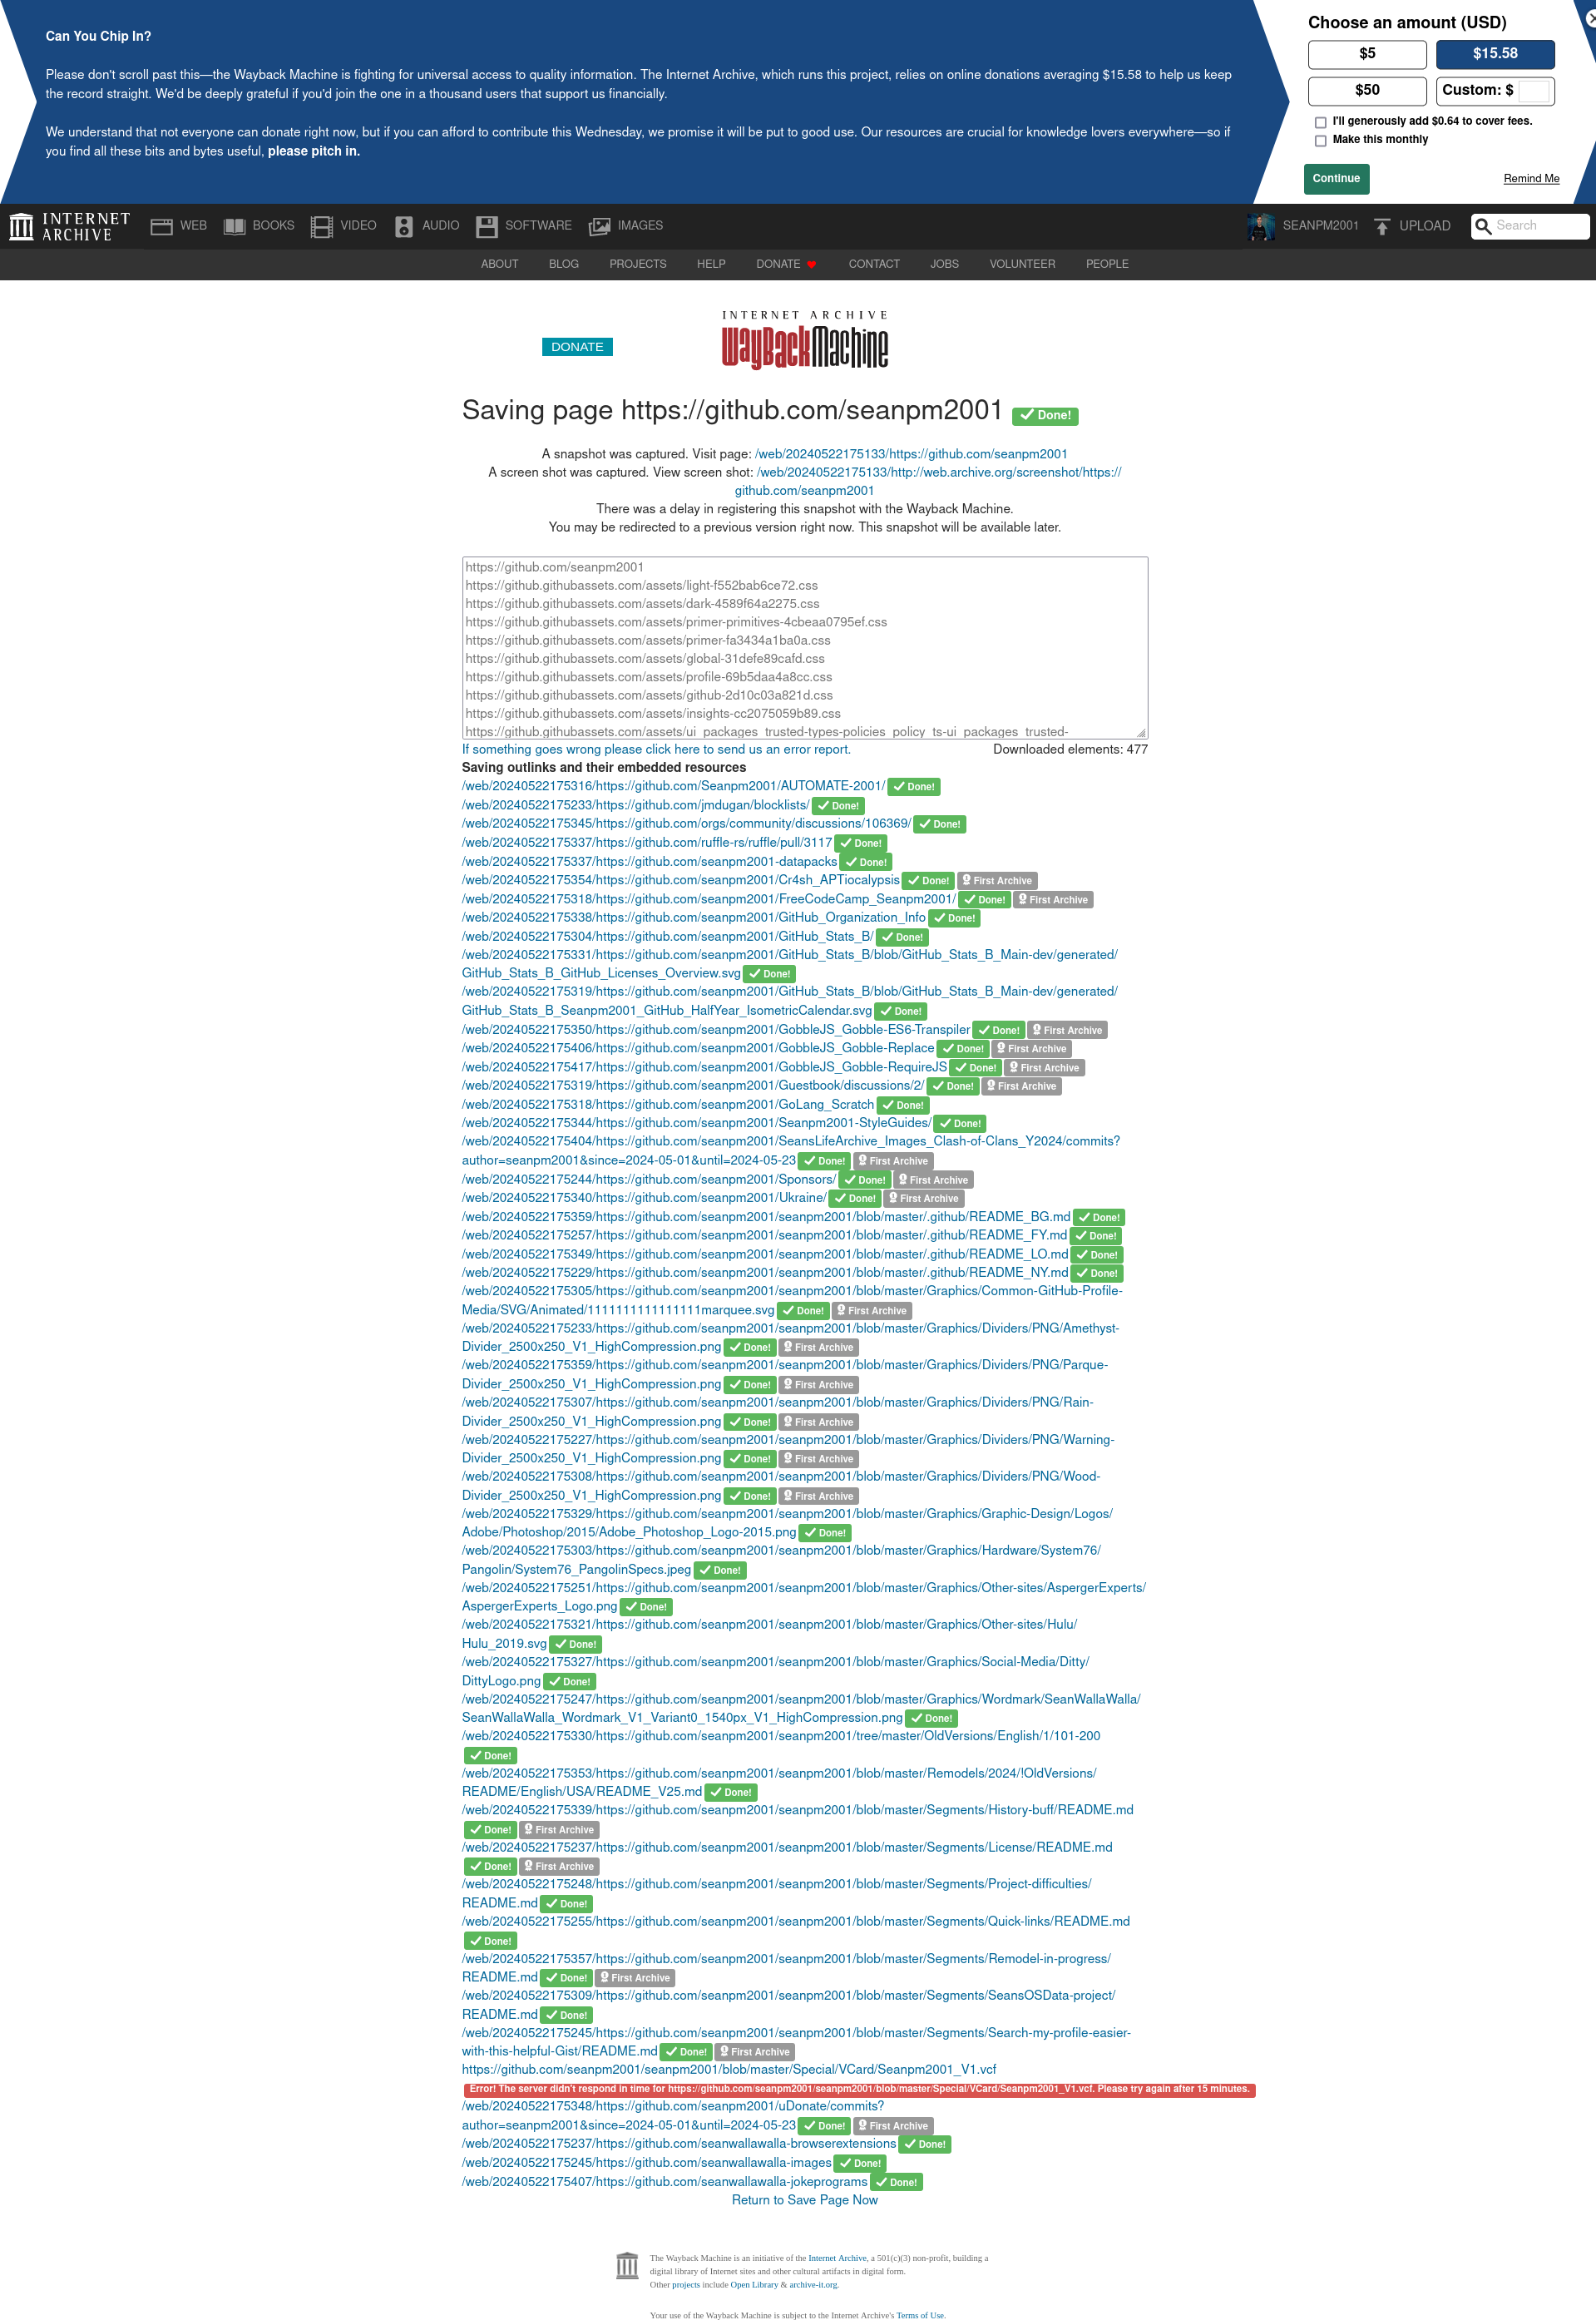 Can You Chip In?
Please don't scroll past this—the Wayback Machine is fighting for universal access to quality information. The Internet Archive, which runs this project, relies on online donations averaging $15.58 to help us keep
the record straight. We'd be deeply grateful if you'd join the one in a thousand users that support us financially.
We understand that not everyone can donate right now, but if you can afford to contribute this Wednesday, we promise it will be put to good use. Our resources are crucial for knowledge lovers everywhere—so if
you find all these bits and bytes useful, please pitch in.
Choose an amount (USD)
$5 $15.58
$50 Custom: $
I'll generously add $0.64 to cover fees.
Make this monthly
Continue Remind Me
INTERNET ARCHIVE WEB BOOKS VIDEO AUDIO SOFTWARE IMAGES SEANPM2001 UPLOAD Search
ABOUT BLOG PROJECTS HELP DONATE CONTACT JOBS VOLUNTEER PEOPLE
INTERNET ARCHIVE
DONATE WayBackMachine
Saving page https://github.com/seanpm2001 Done!
A snapshot was captured. Visit page: /web/20240522175133/https://github.com/seanpm2001
A screen shot was captured. View screen shot: /web/20240522175133/http://web.archive.org/screenshot/https://
github.com/seanpm2001
There was a delay in registering this snapshot with the Wayback Machine.
You may be redirected to a previous version right now. This snapshot will be available later.
https://github.com/seanpm2001
https://github.githubassets.com/assets/light-f552bab6ce72.css
https://github.githubassets.com/assets/dark-4589f64a2275.css
https://github.githubassets.com/assets/primer-primitives-4cbeaa0795ef.css
https://github.githubassets.com/assets/primer-fa3434a1ba0a.css
https://github.githubassets.com/assets/global-31defe89cafd.css
https://github.githubassets.com/assets/profile-69b5daa4a8cc.css
https://github.githubassets.com/assets/github-2d10c03a821d.css
https://github.githubassets.com/assets/insights-cc2075059b89.css
https://github.githubassets.com/assets/ui_packages_trusted-types-policies_policy_ts-ui_packages_trusted-
If something goes wrong please click here to send us an error report. Downloaded elements: 477
Saving outlinks and their embedded resources
/web/20240522175316/https://github.com/Seanpm2001/AUTOMATE-2001/ Done!
/web/20240522175233/https://github.com/jmdugan/blocklists/ Done!
/web/20240522175345/https://github.com/orgs/community/discussions/106369/ Done!
/web/20240522175337/https://github.com/ruffle-rs/ruffle/pull/3117 Done!
/web/20240522175337/https://github.com/seanpm2001-datapacks Done!
/web/20240522175354/https://github.com/seanpm2001/Cr4sh_APTiocalypsis Done! First Archive
/web/20240522175318/https://github.com/seanpm2001/FreeCodeCamp_Seanpm2001/ Done! First Archive
/web/20240522175338/https://github.com/seanpm2001/GitHub_Organization_Info Done!
/web/20240522175304/https://github.com/seanpm2001/GitHub_Stats_B/ Done!
/web/20240522175331/https://github.com/seanpm2001/GitHub_Stats_B/blob/GitHub_Stats_B_Main-dev/generated/
GitHub_Stats_B_GitHub_Licenses_Overview.svg Done!
/web/20240522175319/https://github.com/seanpm2001/GitHub_Stats_B/blob/GitHub_Stats_B_Main-dev/generated/
GitHub_Stats_B_Seanpm2001_GitHub_HalfYear_IsometricCalendar.svg Done!
/web/20240522175350/https://github.com/seanpm2001/GobbleJS_Gobble-ES6-Transpiler Done! First Archive
/web/20240522175406/https://github.com/seanpm2001/GobbleJS_Gobble-Replace Done! First Archive
/web/20240522175417/https://github.com/seanpm2001/GobbleJS_Gobble-RequireJS Done! First Archive
/web/20240522175319/https://github.com/seanpm2001/Guestbook/discussions/2/ Done! First Archive
/web/20240522175318/https://github.com/seanpm2001/GoLang_Scratch Done!
/web/20240522175344/https://github.com/seanpm2001/Seanpm2001-StyleGuides/ Done!
/web/20240522175404/https://github.com/seanpm2001/SeansLifeArchive_Images_Clash-of-Clans_Y2024/commits?
author=seanpm2001&since=2024-05-01&until=2024-05-23 Done! First Archive
/web/20240522175244/https://github.com/seanpm2001/Sponsors/ Done! First Archive
/web/20240522175340/https://github.com/seanpm2001/Ukraine/ Done! First Archive
/web/20240522175359/https://github.com/seanpm2001/seanpm2001/blob/master/.github/README_BG.md Done!
/web/20240522175257/https://github.com/seanpm2001/seanpm2001/blob/master/.github/README_FY.md Done!
/web/20240522175349/https://github.com/seanpm2001/seanpm2001/blob/master/.github/README_LO.md Done!
/web/20240522175229/https://github.com/seanpm2001/seanpm2001/blob/master/.github/README_NY.md Done!
/web/20240522175305/https://github.com/seanpm2001/seanpm2001/blob/master/Graphics/Common-GitHub-Profile-
Media/SVG/Animated/1111111111111111marquee.svg Done! First Archive
/web/20240522175233/https://github.com/seanpm2001/seanpm2001/blob/master/Graphics/Dividers/PNG/Amethyst-
Divider_2500x250_V1_HighCompression.png Done! First Archive
/web/20240522175359/https://github.com/seanpm2001/seanpm2001/blob/master/Graphics/Dividers/PNG/Parque-
Divider_2500x250_V1_HighCompression.png Done! First Archive
/web/20240522175307/https://github.com/seanpm2001/seanpm2001/blob/master/Graphics/Dividers/PNG/Rain-
Divider_2500x250_V1_HighCompression.png Done! First Archive
/web/20240522175227/https://github.com/seanpm2001/seanpm2001/blob/master/Graphics/Dividers/PNG/Warning-
Divider_2500x250_V1_HighCompression.png Done! First Archive
/web/20240522175308/https://github.com/seanpm2001/seanpm2001/blob/master/Graphics/Dividers/PNG/Wood-
Divider_2500x250_V1_HighCompression.png Done! First Archive
/web/20240522175329/https://github.com/seanpm2001/seanpm2001/blob/master/Graphics/Graphic-Design/Logos/
Adobe/Photoshop/2015/Adobe_Photoshop_Logo-2015.png Done!
/web/20240522175303/https://github.com/seanpm2001/seanpm2001/blob/master/Graphics/Hardware/System76/
Pangolin/System76_PangolinSpecs.jpeg Done!
/web/20240522175251/https://github.com/seanpm2001/seanpm2001/blob/master/Graphics/Other-sites/AspergerExperts/
AspergerExperts_Logo.png Done!
/web/20240522175321/https://github.com/seanpm2001/seanpm2001/blob/master/Graphics/Other-sites/Hulu/
Hulu_2019.svg Done!
/web/20240522175327/https://github.com/seanpm2001/seanpm2001/blob/master/Graphics/Social-Media/Ditty/
DittyLogo.png Done!
/web/20240522175247/https://github.com/seanpm2001/seanpm2001/blob/master/Graphics/Wordmark/SeanWallaWalla/
SeanWallaWalla_Wordmark_V1_Variant0_1540px_V1_HighCompression.png Done!
/web/20240522175330/https://github.com/seanpm2001/seanpm2001/tree/master/OldVersions/English/1/101-200
Done!
/web/20240522175353/https://github.com/seanpm2001/seanpm2001/blob/master/Remodels/2024/!OldVersions/
README/English/USA/README_V25.md Done!
/web/20240522175339/https://github.com/seanpm2001/seanpm2001/blob/master/Segments/History-buff/README.md
Done! First Archive
/web/20240522175237/https://github.com/seanpm2001/seanpm2001/blob/master/Segments/License/README.md
Done! First Archive
/web/20240522175248/https://github.com/seanpm2001/seanpm2001/blob/master/Segments/Project-difficulties/
README.md Done!
/web/20240522175255/https://github.com/seanpm2001/seanpm2001/blob/master/Segments/Quick-links/README.md
Done!
/web/20240522175357/https://github.com/seanpm2001/seanpm2001/blob/master/Segments/Remodel-in-progress/
README.md Done! First Archive
/web/20240522175309/https://github.com/seanpm2001/seanpm2001/blob/master/Segments/SeansOSData-project/
README.md Done!
/web/20240522175245/https://github.com/seanpm2001/seanpm2001/blob/master/Segments/Search-my-profile-easier-
with-this-helpful-Gist/README.md Done! First Archive
https://github.com/seanpm2001/seanpm2001/blob/master/Special/VCard/Seanpm2001_V1.vcf
Error! The server didn't respond in time for https://github.com/seanpm2001/seanpm2001/blob/master/Special/VCard/Seanpm2001_V1.vcf. Please try again after 15 minutes.
/web/20240522175348/https://github.com/seanpm2001/uDonate/commits?
author=seanpm2001&since=2024-05-01&until=2024-05-23 Done! First Archive
/web/20240522175237/https://github.com/seanwallawalla-browserextensions Done!
/web/20240522175245/https://github.com/seanwallawalla-images Done!
/web/20240522175407/https://github.com/seanwallawalla-jokeprograms Done!
Return to Save Page Now
The Wayback Machine is an initiative of the Internet Archive, a 501(c)(3) non-profit, building a
digital library of Internet sites and other cultural artifacts in digital form.
Other projects include Open Library & archive-it.org.
Your use of the Wayback Machine is subject to the Internet Archive's Terms of Use.